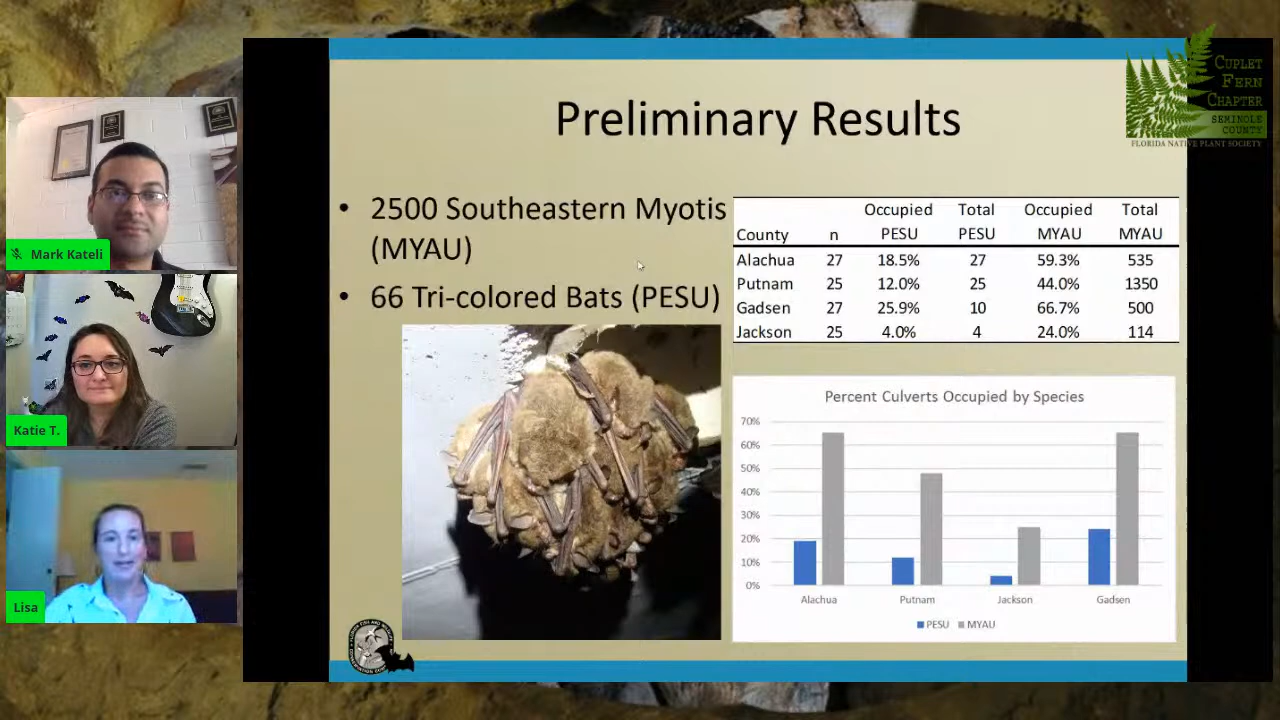 Preliminary Results
CUPLET
FERN
CHAPTER
SEMINOLE
COUNTY
FLORIDA NATIVE PLANT SOCIETY
• 2500 Southeastern Myotis
(MYAU)
• 66 Tri-colored Bats (PESU)
Occupied Total Occupied Total
County n PESU PESU MYAU MYAU
Alachua 27 18.5% 27 59.3% 535
Putnam 25 12.0% 25 44.0% 1350
Gadsen 27 25.9% 10 66.7% 500
Jackson 25 4.0% 4 24.0% 114
Percent Culverts Occupied by Species
70%
60%
50%
40%
30%
20%
10%
0%
Alachua Putnam Jackson Gadsen
PESU MYAU
Mark Kateli
Katie T.
Lisa